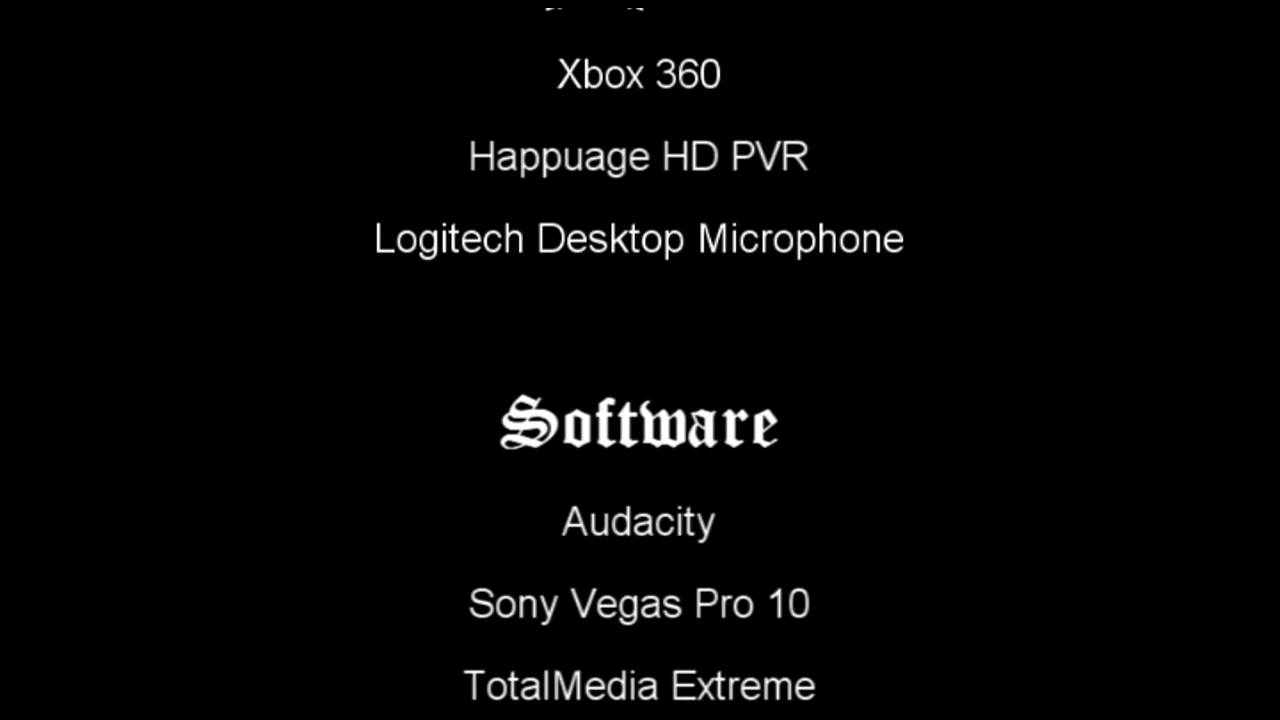 Xbox 360
Happuage HD PVR
Logitech Desktop Microphone
Software
Audacity
Sony Vegas Pro 10
TotalMedia Extreme